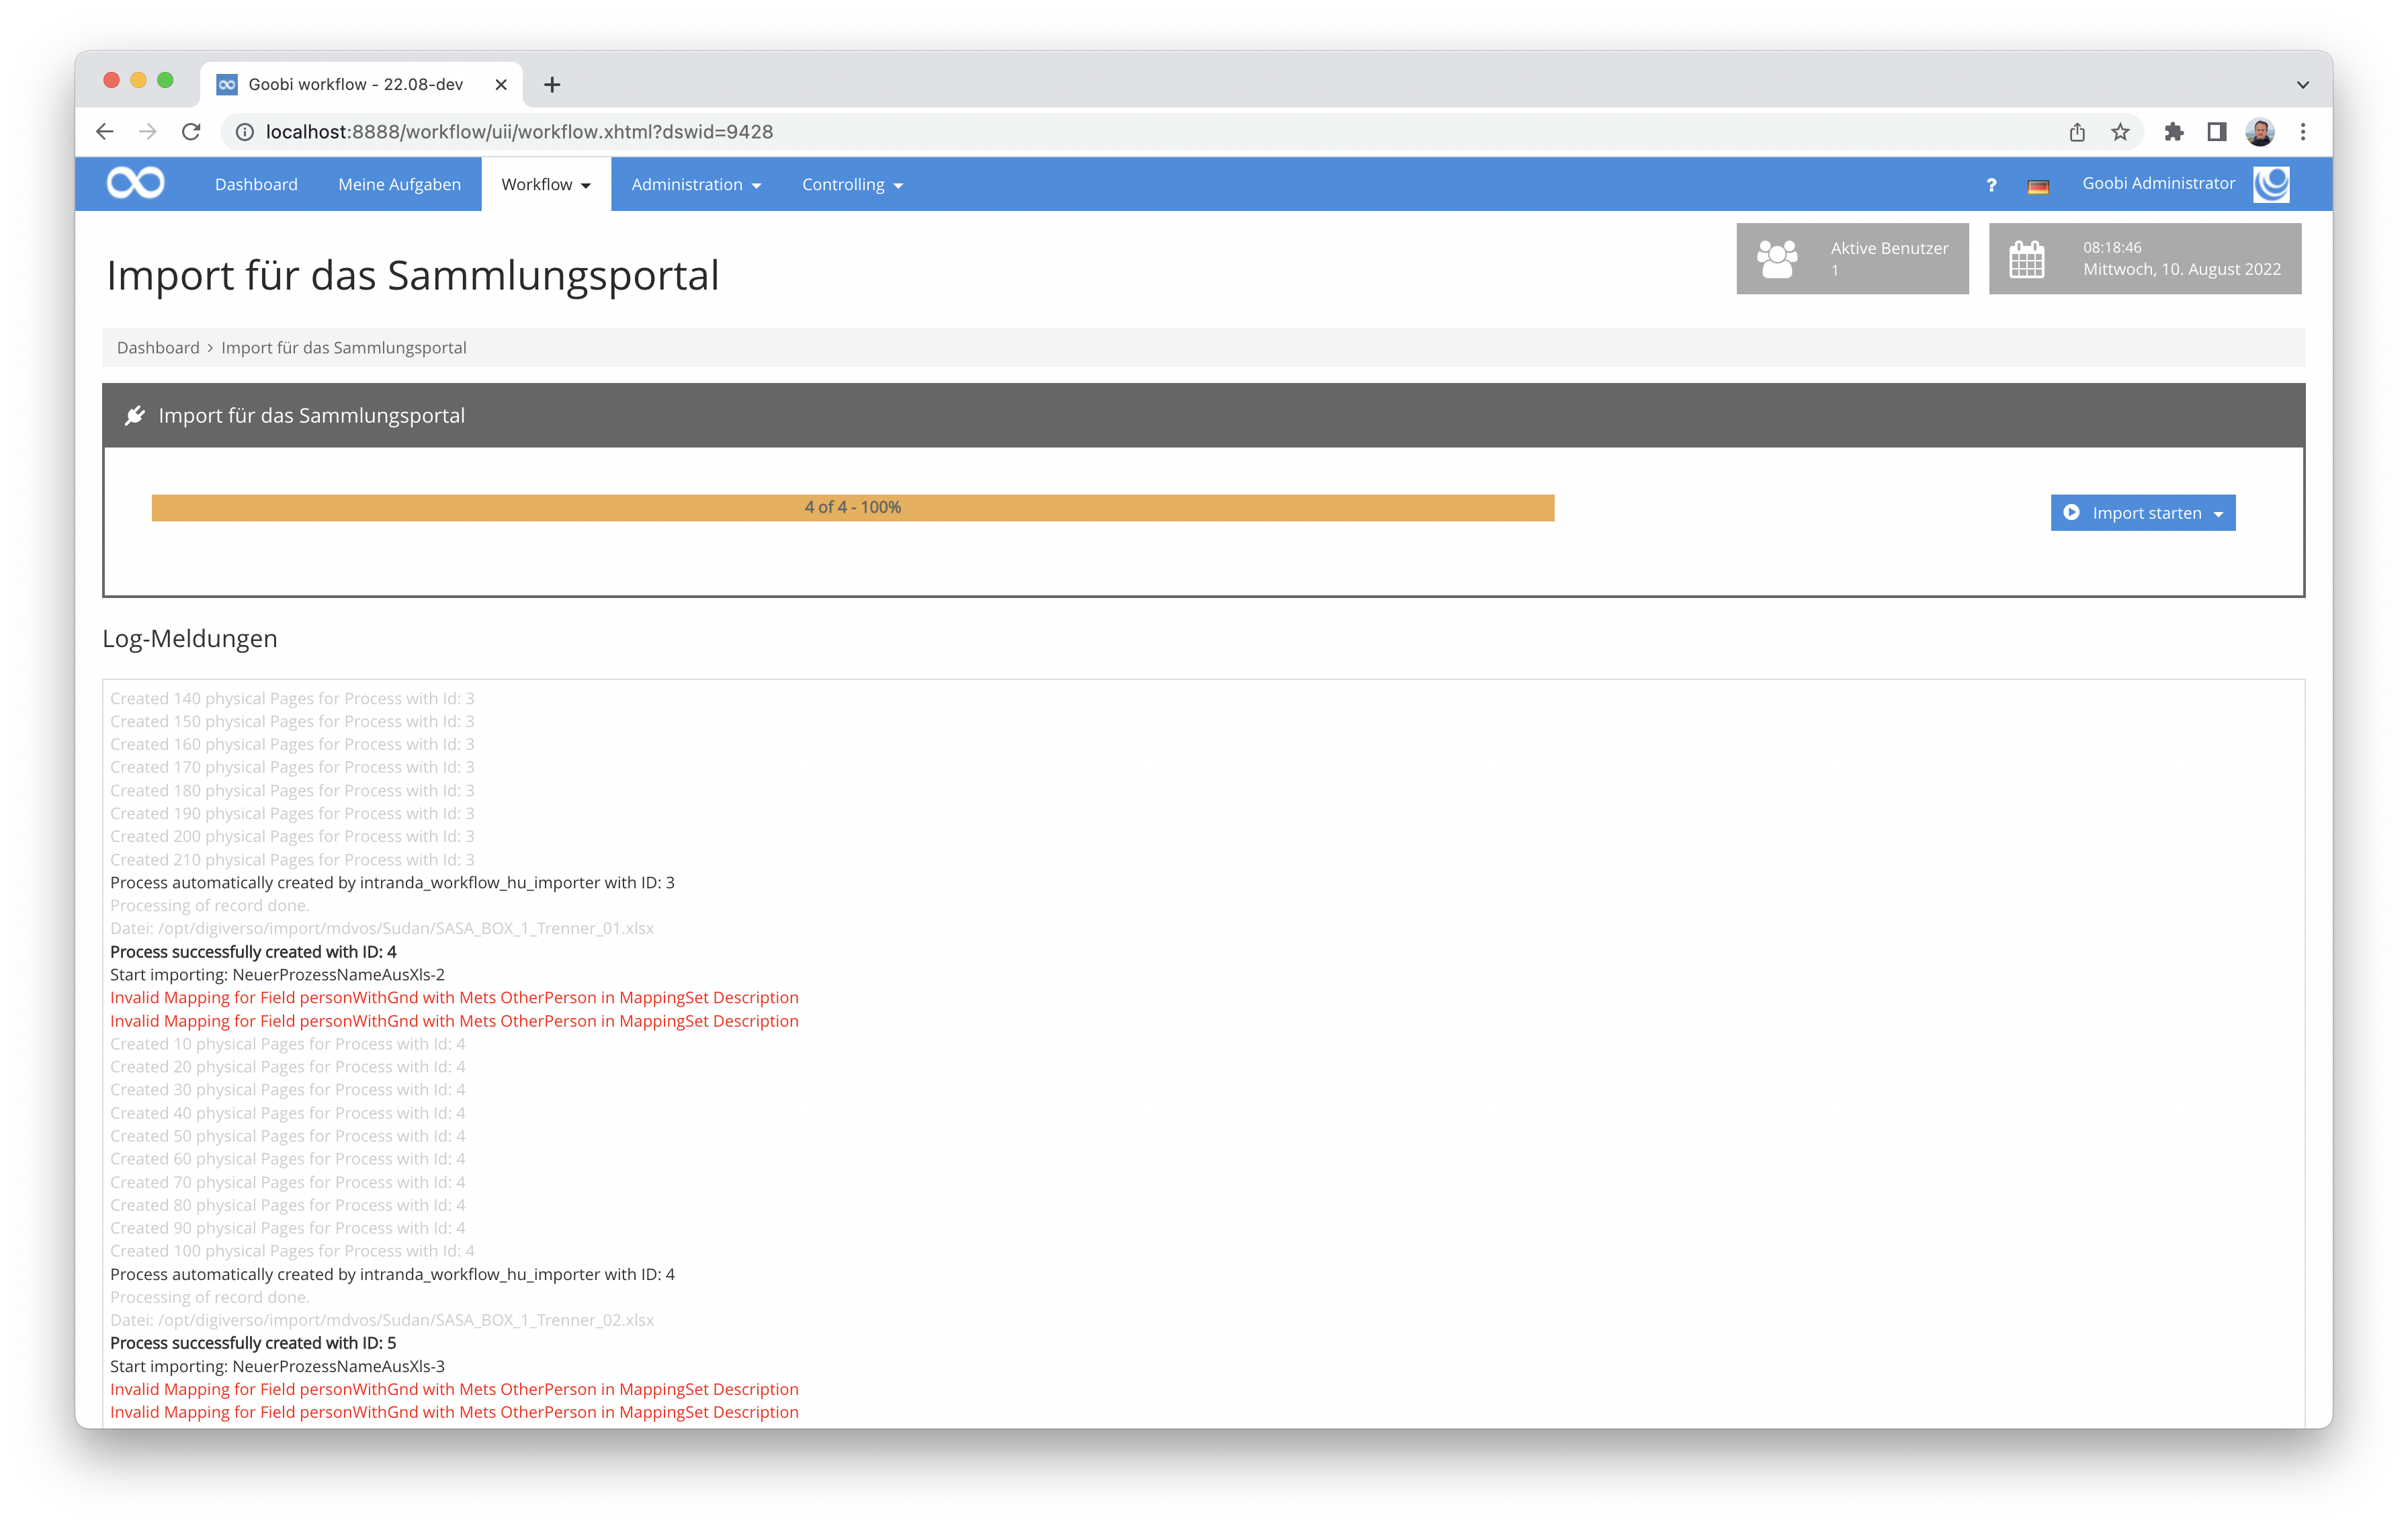 Goobi workflow - 22.08-dev
localhost:8888/workflow/uii/workflow.xhtml?dswid=9428
Dashboard Meine Aufgaben Workflow Administration Controlling ? Goobi Administrator
Import für das Sammlungsportal
Aktive Benutzer
1
08:18:46
Mittwoch, 10. August 2022
Dashboard > Import für das Sammlungsportal
Import für das Sammlungsportal
4 of 4 - 100%
Import starten
Log-Meldungen
Created 140 physical Pages for Process with Id: 3
Created 150 physical Pages for Process with Id: 3
Created 160 physical Pages for Process with Id: 3
Created 170 physical Pages for Process with Id: 3
Created 180 physical Pages for Process with Id: 3
Created 190 physical Pages for Process with Id: 3
Created 200 physical Pages for Process with Id: 3
Created 210 physical Pages for Process with Id: 3
Process automatically created by intranda_workflow_hu_importer with ID: 3
Processing of record done.
Datei: /opt/digiverso/import/mdvos/Sudan/SASA_BOX_1_Trenner_01.xlsx
Process successfully created with ID: 4
Start importing: NeuerProzessNameAusXls-2
Invalid Mapping for Field personWithGnd with Mets OtherPerson in MappingSet Description
Invalid Mapping for Field personWithGnd with Mets OtherPerson in MappingSet Description
Created 10 physical Pages for Process with Id: 4
Created 20 physical Pages for Process with Id: 4
Created 30 physical Pages for Process with Id: 4
Created 40 physical Pages for Process with Id: 4
Created 50 physical Pages for Process with Id: 4
Created 60 physical Pages for Process with Id: 4
Created 70 physical Pages for Process with Id: 4
Created 80 physical Pages for Process with Id: 4
Created 90 physical Pages for Process with Id: 4
Created 100 physical Pages for Process with Id: 4
Process automatically created by intranda_workflow_hu_importer with ID: 4
Processing of record done.
Datei: /opt/digiverso/import/mdvos/Sudan/SASA_BOX_1_Trenner_02.xlsx
Process successfully created with ID: 5
Start importing: NeuerProzessNameAusXls-3
Invalid Mapping for Field personWithGnd with Mets OtherPerson in MappingSet Description
Invalid Mapping for Field personWithGnd with Mets OtherPerson in MappingSet Description